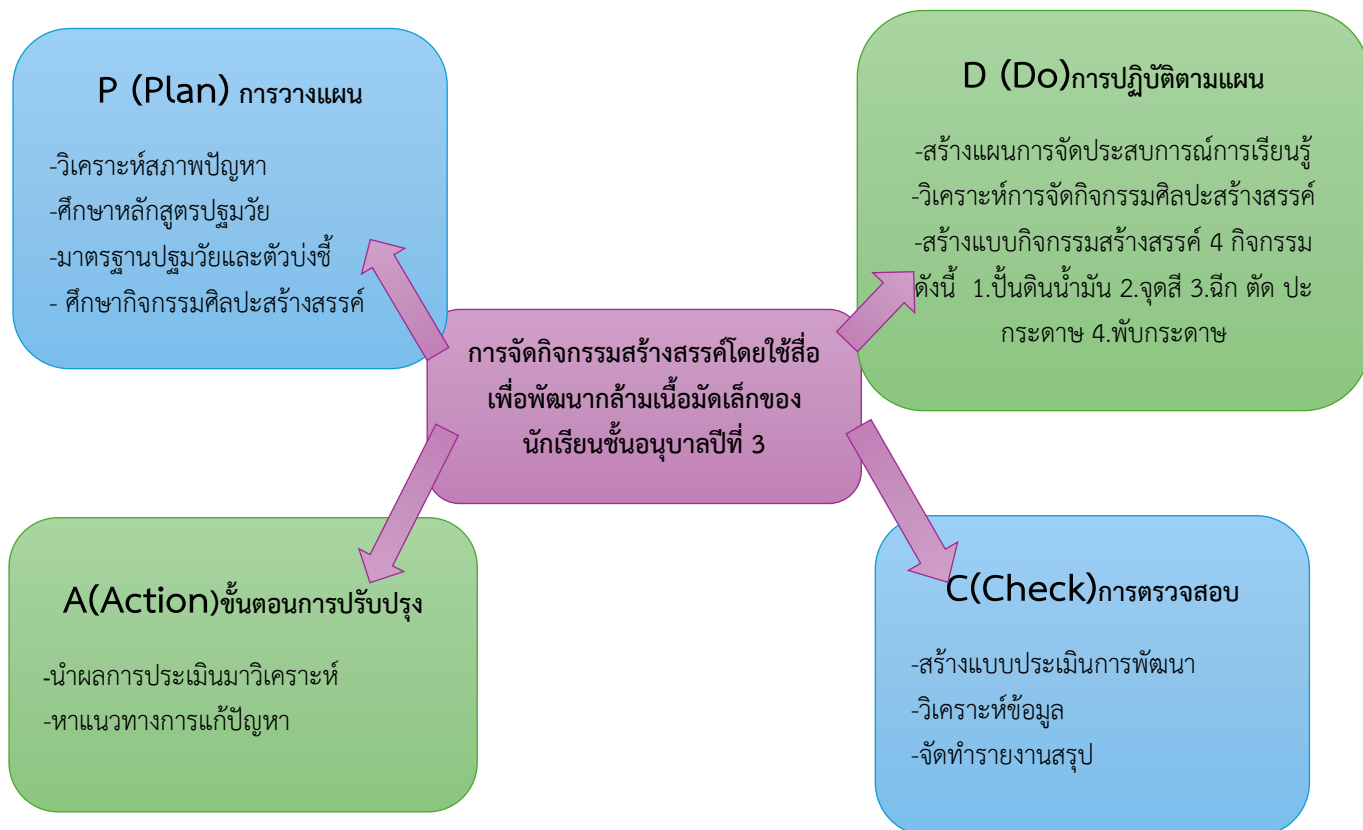 P (Plan) การวางแผน
-วิเคราะห์สภาพปัญหา
-ศึกษาหลักสูตรปฐมวัย
-มาตรฐานปฐมวัยและตัวบ่งชี้
- ศึกษากิจกรรมศิลปะสร้างสรรค์
D (Do)การปฏิบัติตามแผน
-สร้างแผนการจัดประสบการณ์การเรียนรู้
-วิเคราะห์การจัดกิจกรรมศิลปะสร้างสรรค์
-สร้างแบบกิจกรรมสร้างสรรค์ 4 กิจกรรม
ดังนี้ 1.ปั้นดินน้ำมัน 2.จุดสี 3.ฉีก ตัด ปะ
กระดาษ 4.พับกระดาษ
การจัดกิจกรรมสร้างสรรค์โดยใช้สื่อ
เพื่อพัฒนากล้ามเนื้อมัดเล็กของ
นักเรียนชั้นอนุบาลปีที่ 3
A(Action)ขั้นตอนการปรับปรุง
-นำผลการประเมินมาวิเคราะห์
-หาแนวทางการแก้ปัญหา
C(Check)การตรวจสอบ
-สร้างแบบประเมินการพัฒนา
-วิเคราะห์ข้อมูล
-จัดทำรายงานสรุป